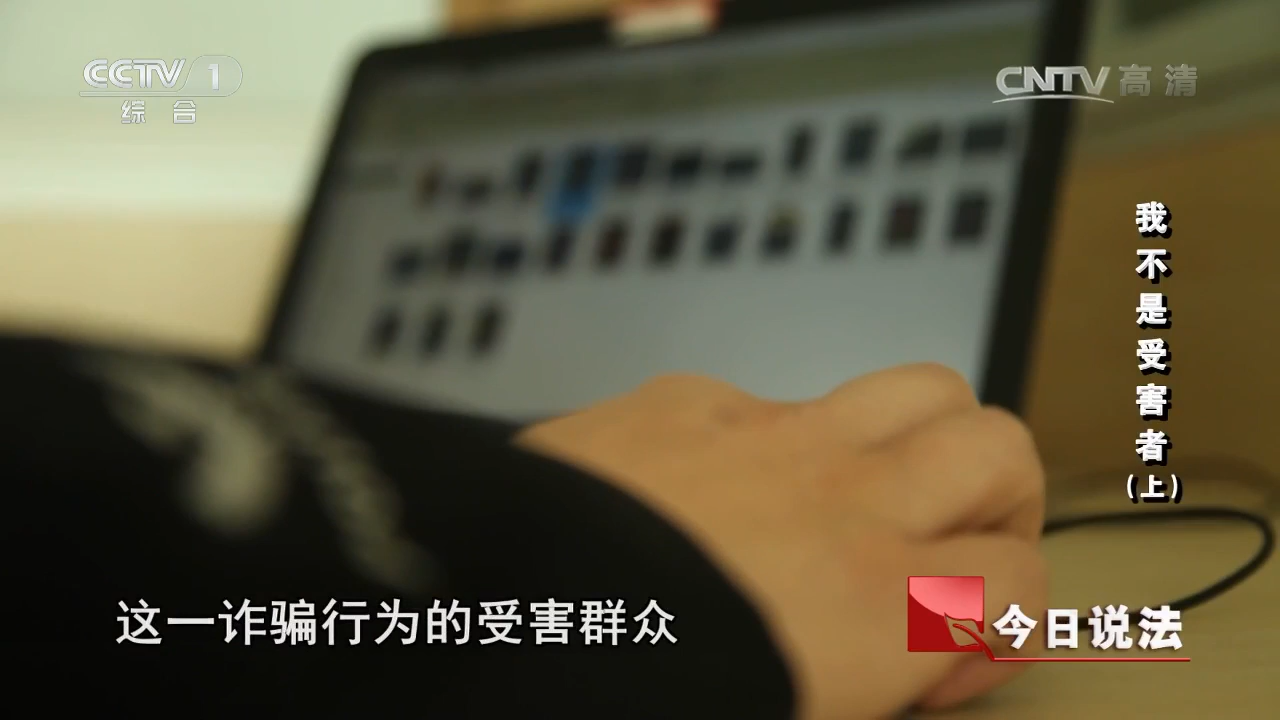 CCTV 1
综合
CNTV 高清
我不是受害者(上)
这一诈骗行为的受害群众
今日说法